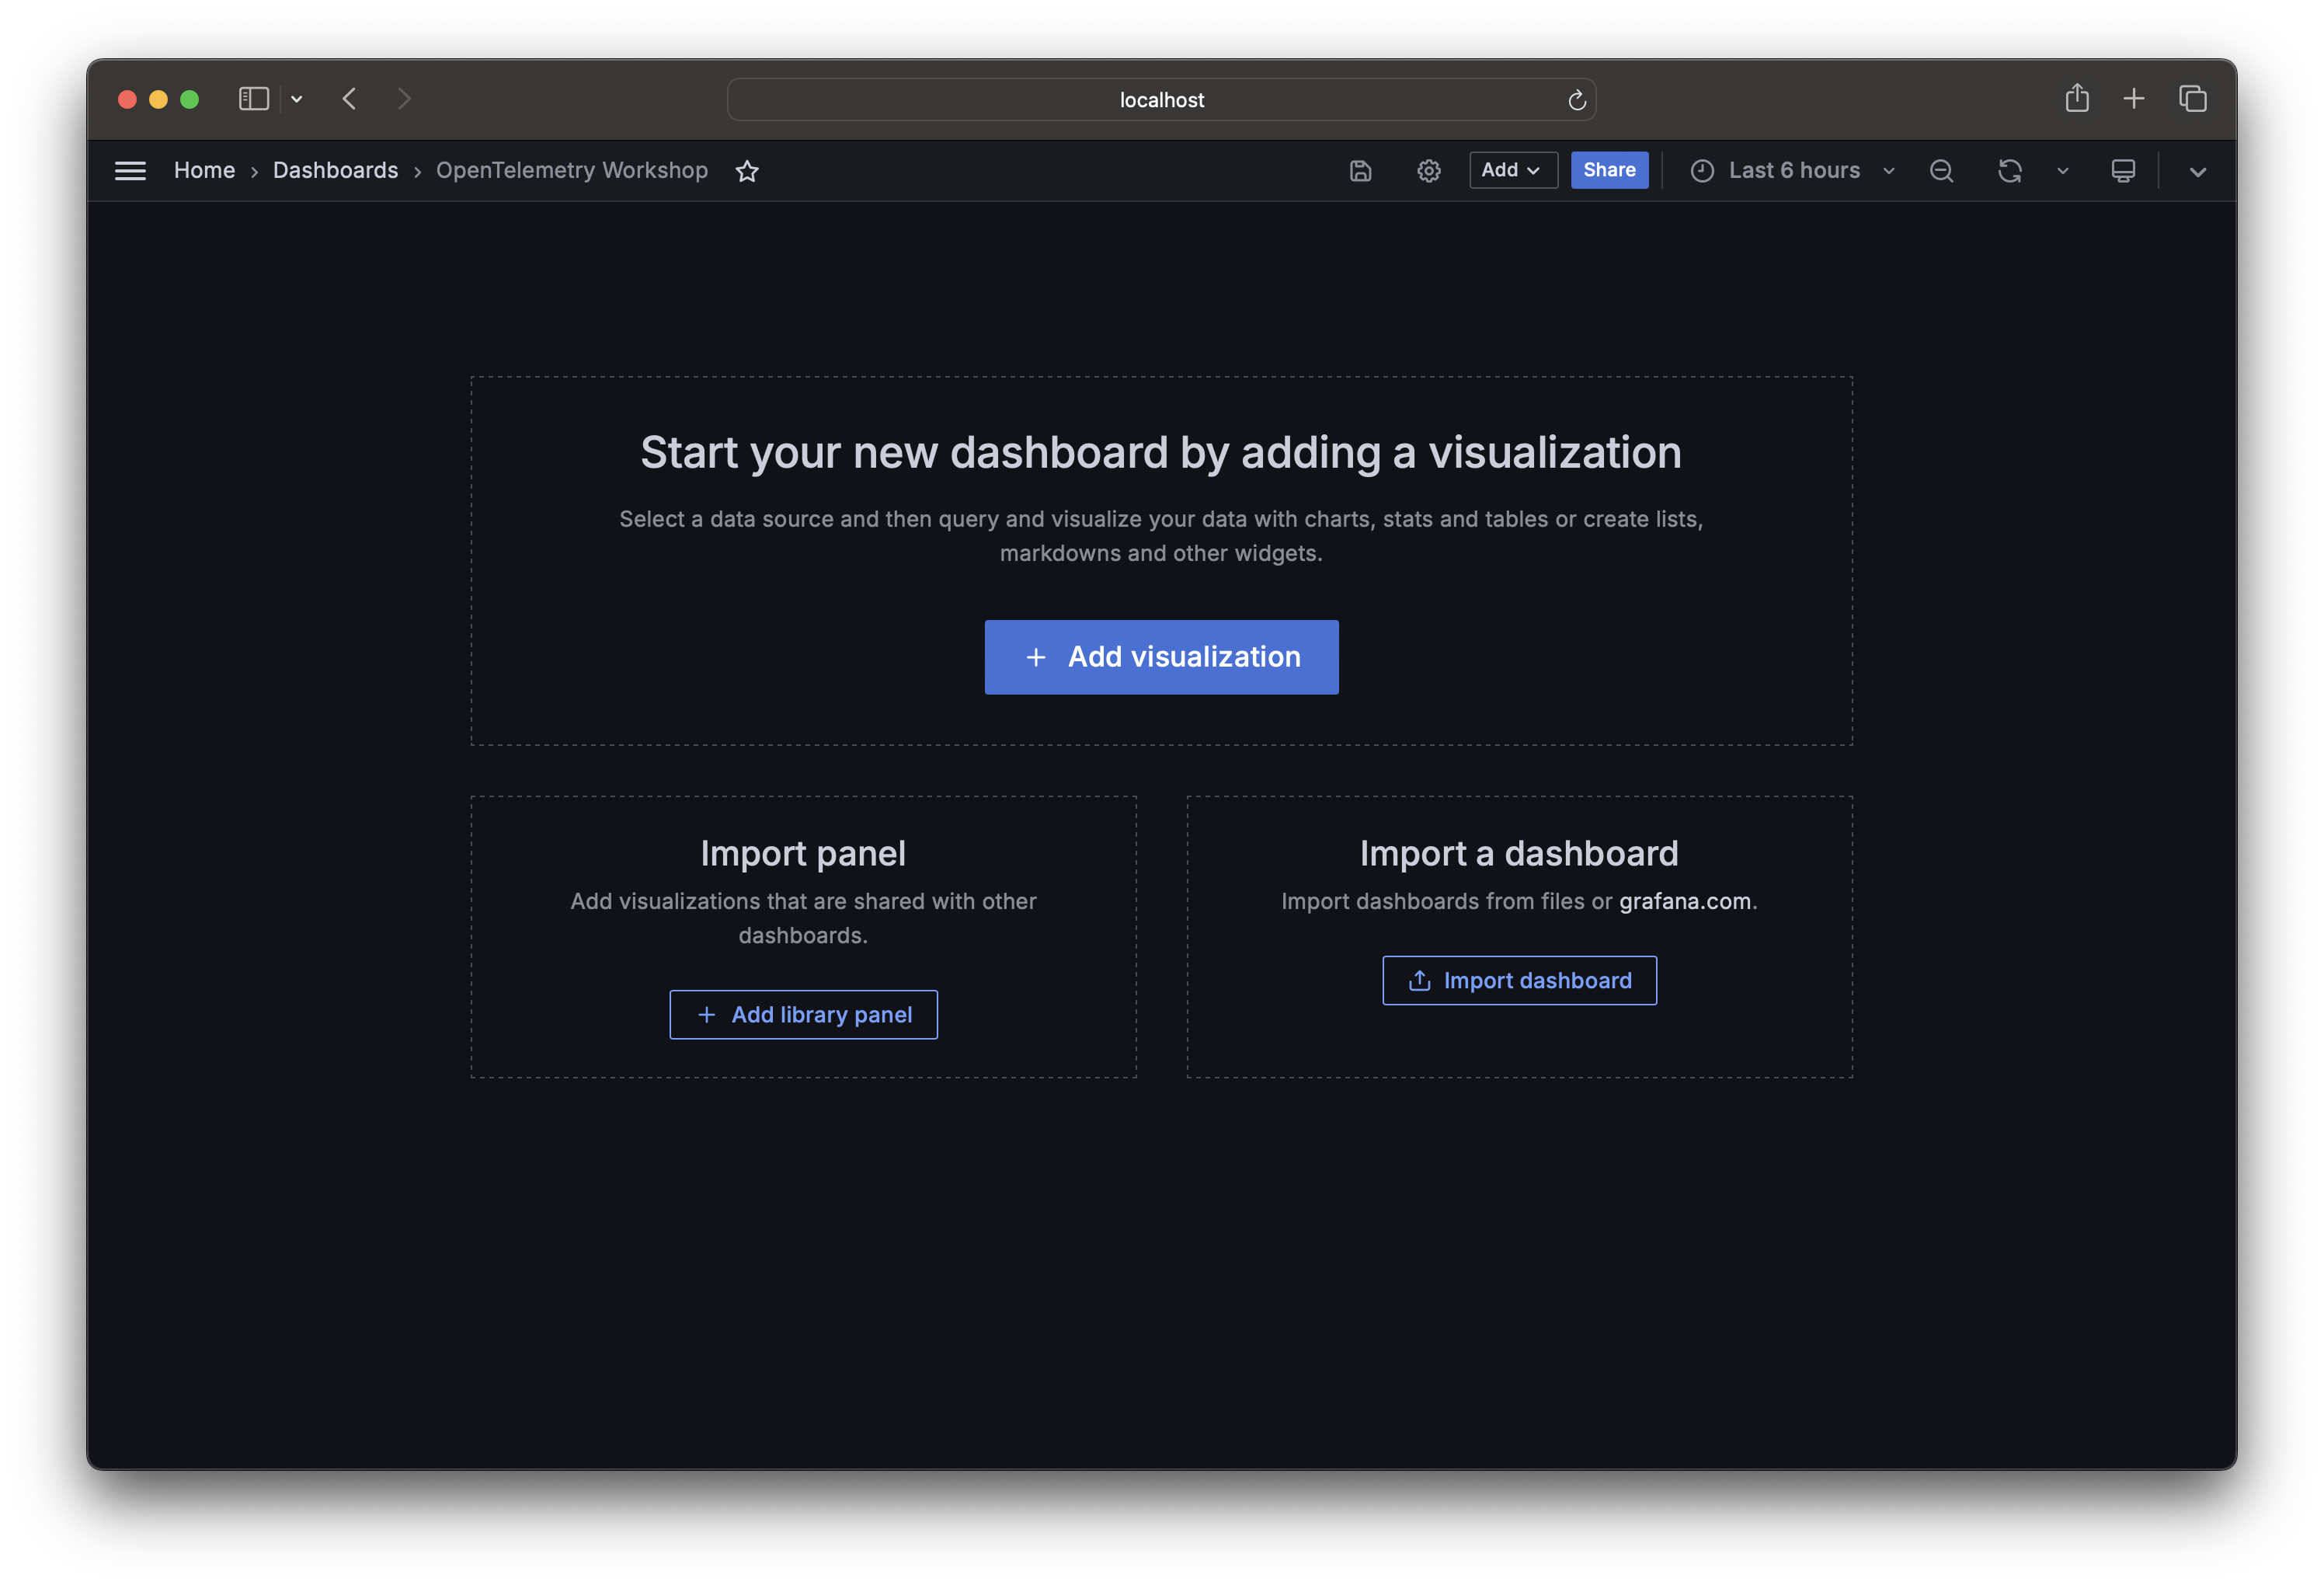 localhost
Home › Dashboards › OpenTelemetry Workshop
Add
Share
Last 6 hours
Start your new dashboard by adding a visualization
Select a data source and then query and visualize your data with charts, stats and tables or create lists,
markdowns and other widgets.
+ Add visualization
Import panel
Add visualizations that are shared with other
dashboards.
+ Add library panel
Import a dashboard
Import dashboards from files or grafana.com.
Import dashboard